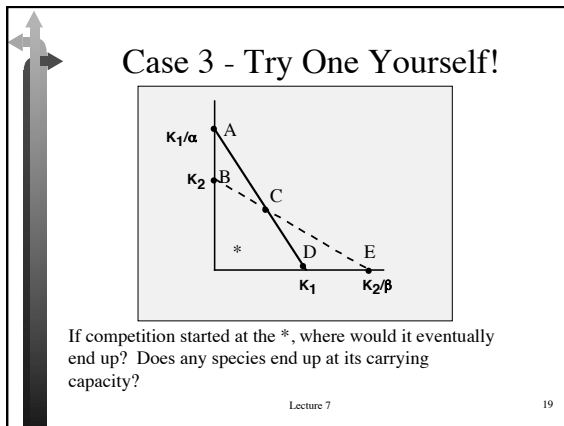 Case 3 - Try One Yourself!
K1/α
A
K2
B
C
*
D
E
K1
K2/β
If competition started at the *, where would it eventually
end up? Does any species end up at its carrying
capacity?
Lecture 7
19